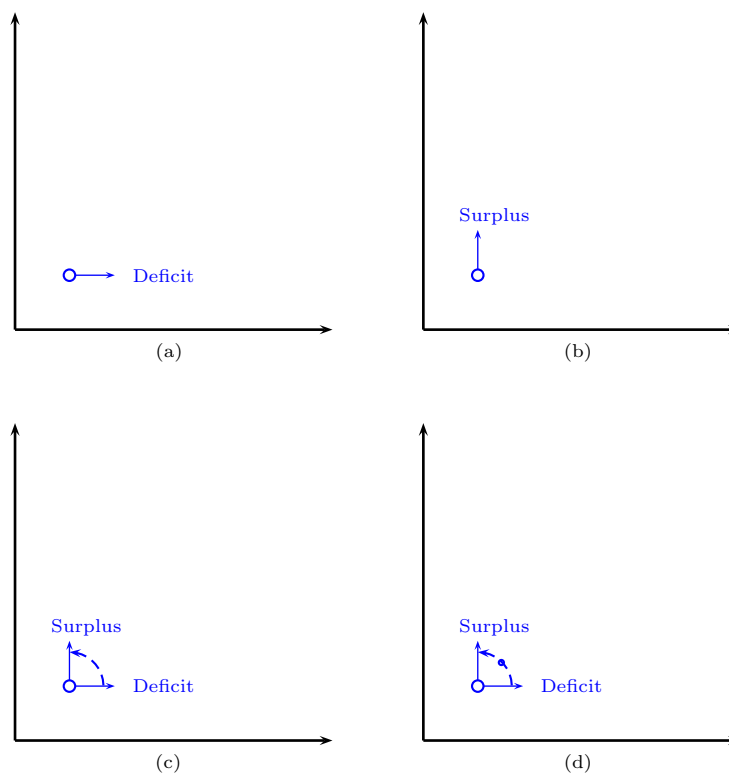 Surplus
Deficit
(a)
(b)
Surplus
Surplus
Deficit
Deficit
(c)
(d)